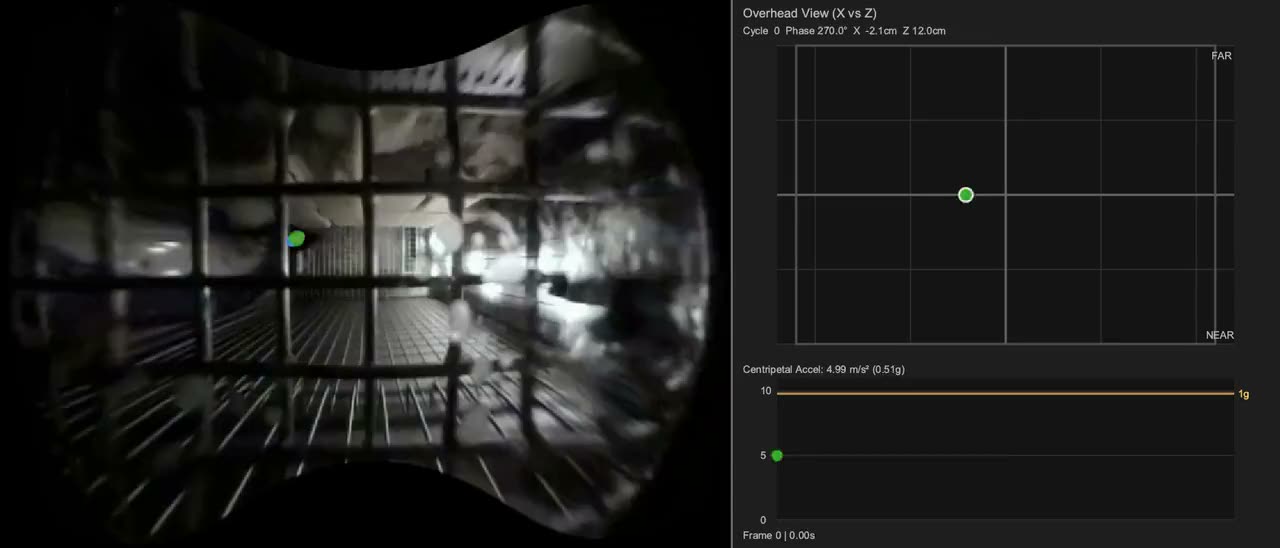 Overhead View (X vs Z)
Cycle 0 Phase 270.0° X -2.1cm Z 12.0cm
FAR
NEAR
Centripetal Accel: 4.99 m/s² (0.51g)
10
1g
5
0
Frame 0 | 0.00s